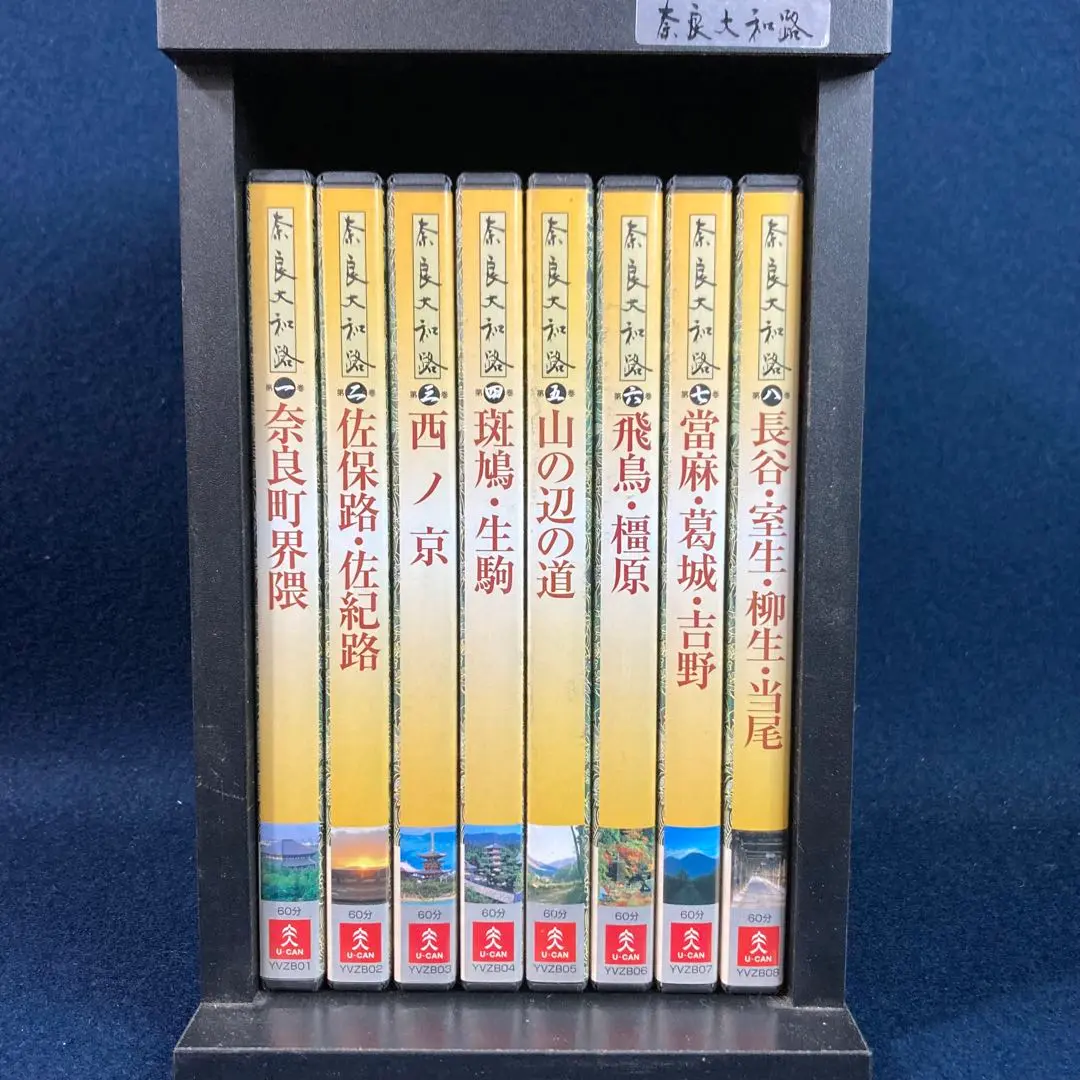 奈良大和路
奈良大和路
第一巻
奈良町界隈
60分
U-CAN
YVZB01
奈良大和路
第二巻
佐保路・佐紀路
60分
U-CAN
YVZB02
奈良大和路
第三巻
西ノ京
60分
U-CAN
YVZB03
奈良大和路
第四巻
斑鳩・生駒
60分
U-CAN
YVZB04
奈良大和路
第五巻
山の辺の道
60分
U-CAN
YVZB05
奈良大和路
第六巻
飛鳥・橿原
60分
U-CAN
YVZB06
奈良大和路
第七巻
當麻・葛城・吉野
60分
U-CAN
YVZB07
奈良大和路
第八巻
長谷・室生・柳生・当尾
60分
U-CAN
YVZB08